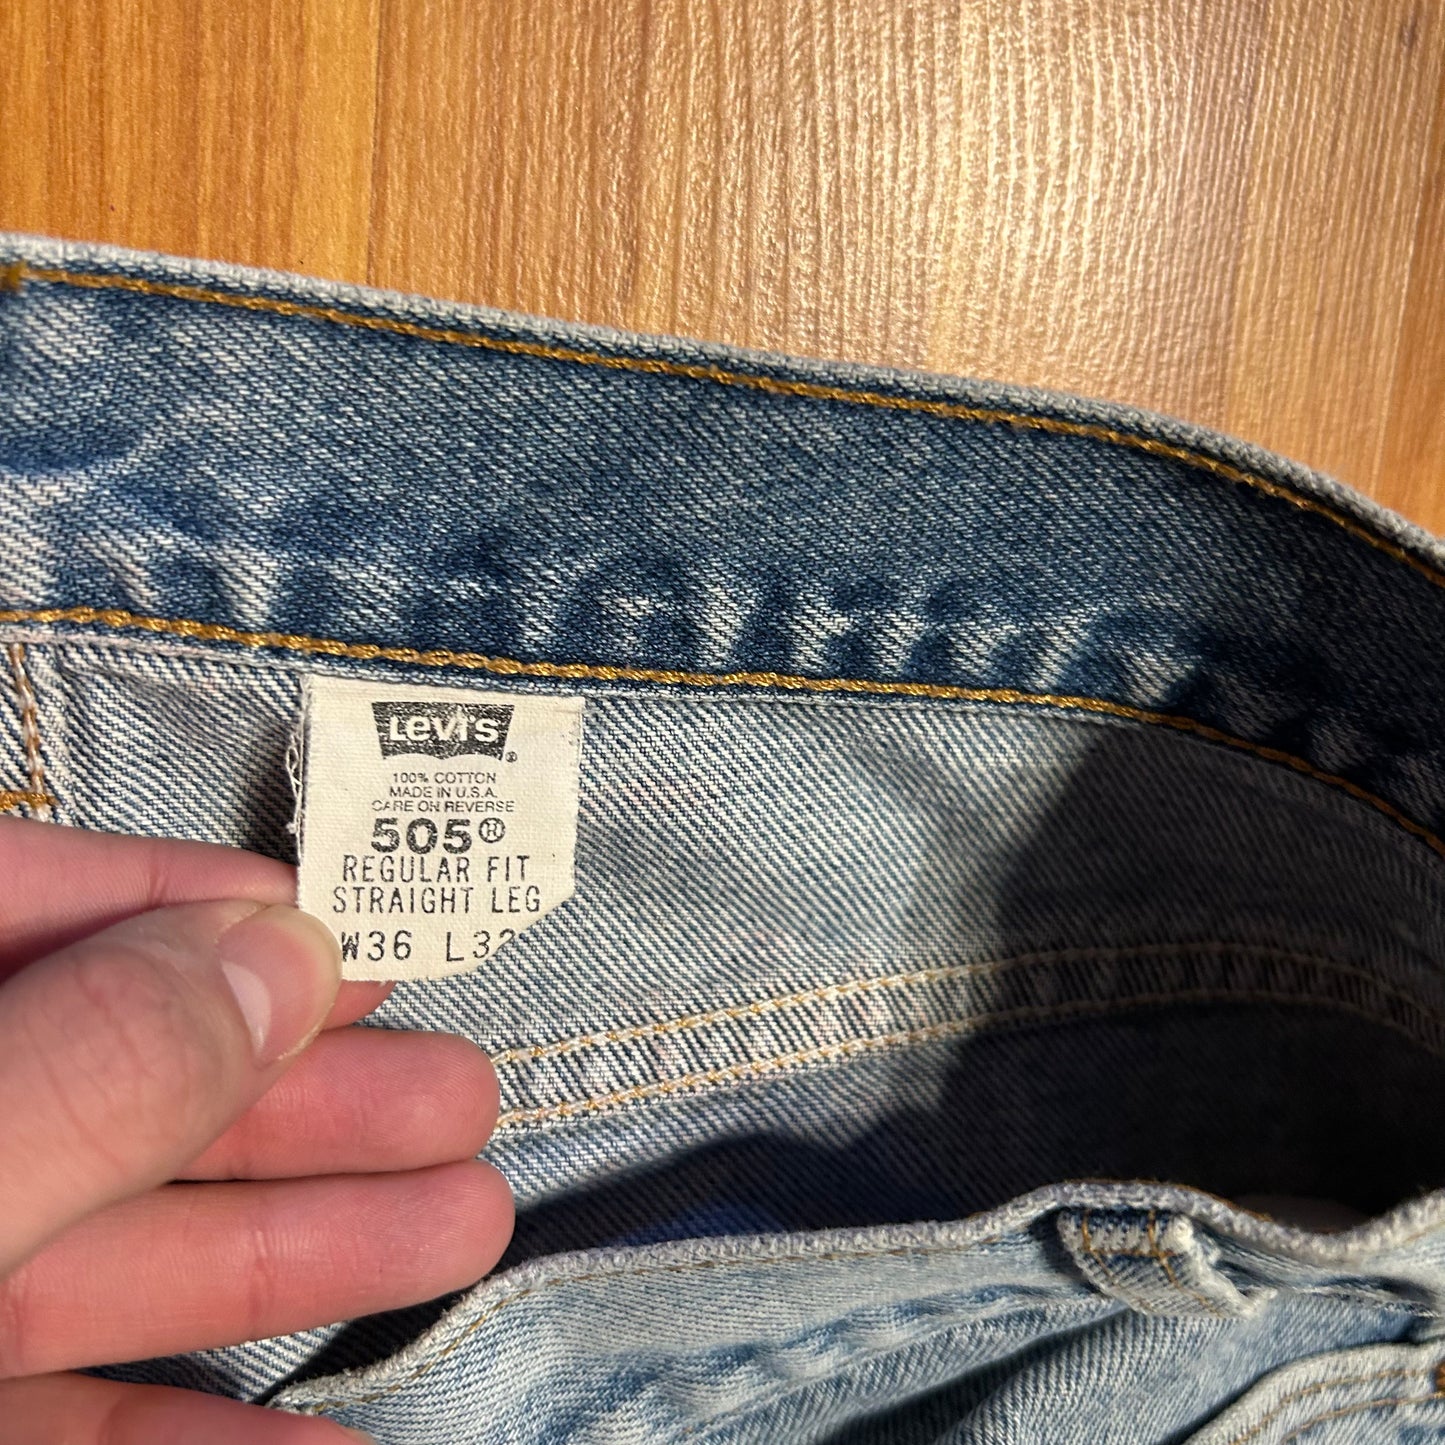 LEVI'S
100% COTTON
MADE IN U.S.A.
CARE ON REVERSE
505®
REGULAR FIT
STRAIGHT LEG
W36